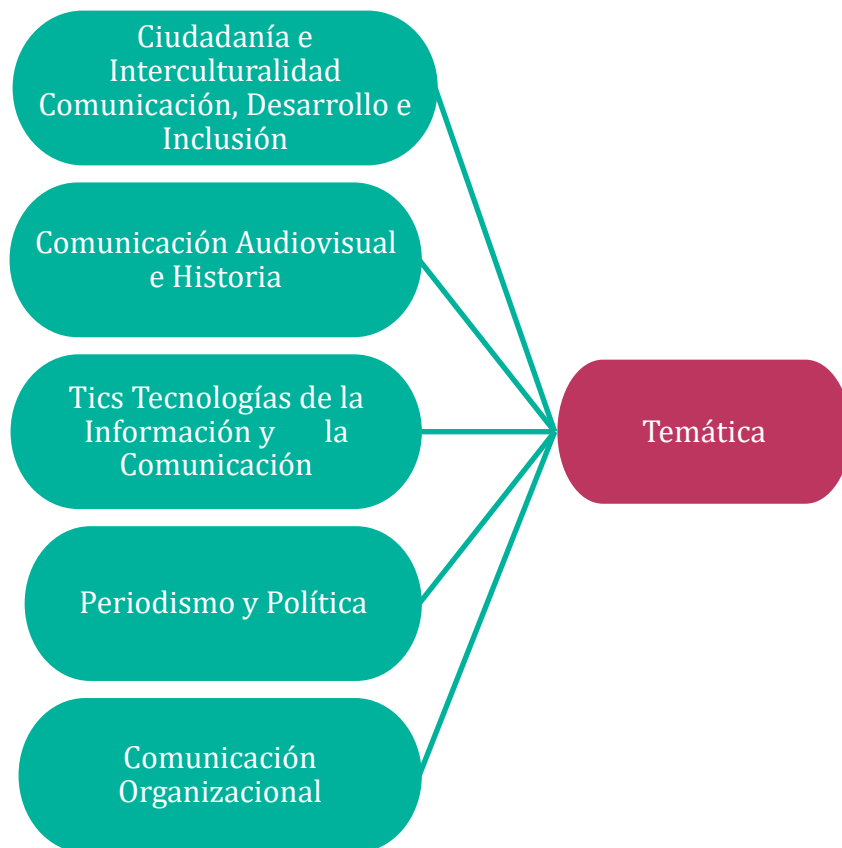 Ciudadanía e
Interculturalidad
Comunicación, Desarrollo e
Inclusión
Comunicación Audiovisual
e Historia
Tics Tecnologías de la
Información y la
Comunicación
Periodismo y Política
Comunicación
Organizacional
Temática